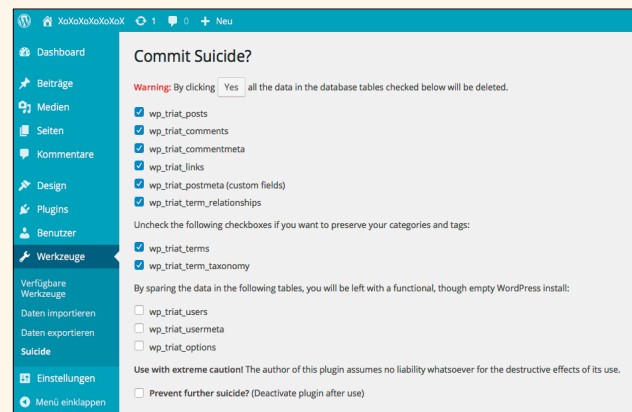 XoXoXoXoXoXoX 1 0 + Neu
Dashboard
Beiträge
Medien
Seiten
Kommentare
Design
Plugins
Benutzer
Werkzeuge
Verfügbare
Werkzeuge
Daten importieren
Daten exportieren
Suicide
Einstellungen
Menü einklappen
Commit Suicide?
Warning: By clicking Yes all the data in the database tables checked below will be deleted.
wp_triat_posts
wp_triat_comments
wp_triat_commentmeta
wp_triat_links
wp_triat_postmeta (custom fields)
wp_triat_term_relationships
Uncheck the following checkboxes if you want to preserve your categories and tags:
wp_triat_terms
wp_triat_term_taxonomy
By sparing the data in the following tables, you will be left with a functional, though empty WordPress install:
wp_triat_users
wp_triat_usermeta
wp_triat_options
Use with extreme caution! The author of this plugin assumes no liability whatsoever for the destructive effects of its use.
Prevent further suicide? (Deactivate plugin after use)